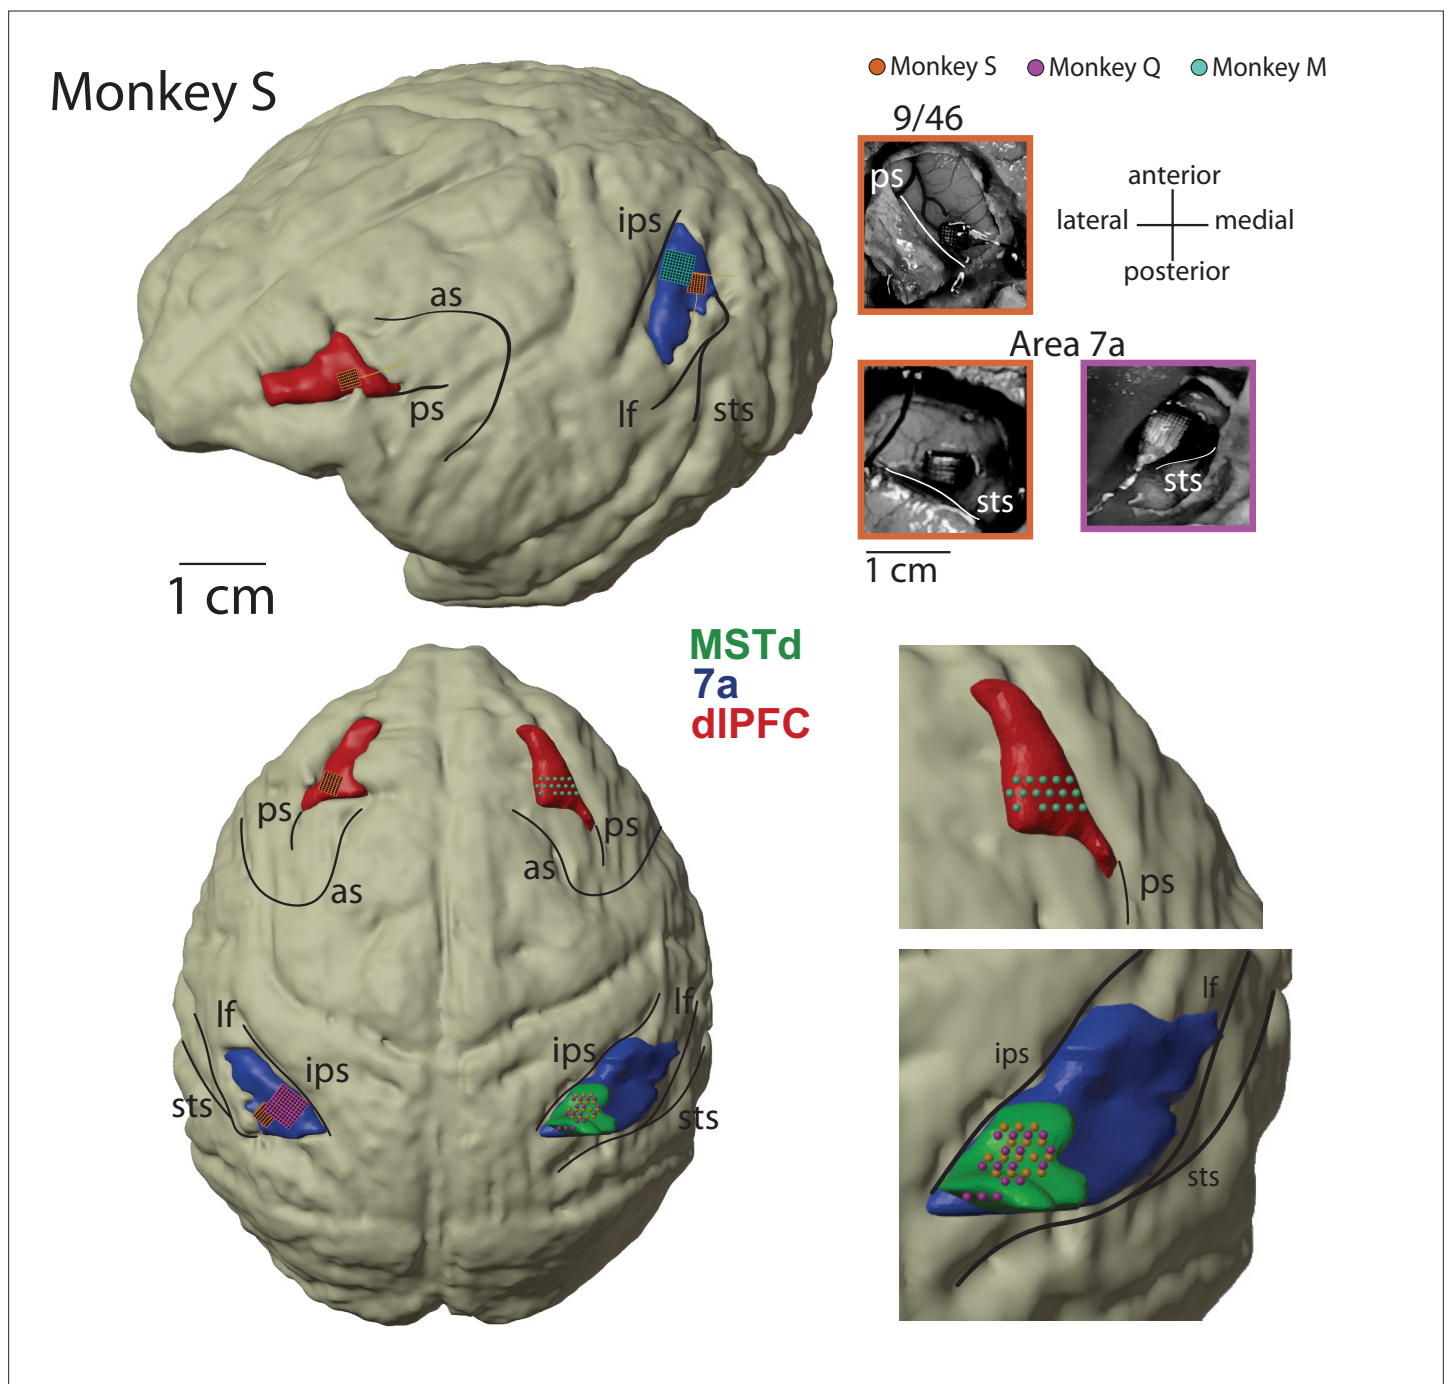 Monkey S
Monkey S Monkey Q Monkey M
9/46
ps
anterior
lateral medial
posterior
ips
as
ps
lf
sts
Area 7a
sts
sts
1 cm
1 cm
MSTd
7a
dlPFC
ps
ps
as
as
ps
lf
lf
ips
ips
sts
sts
lf
ips
sts